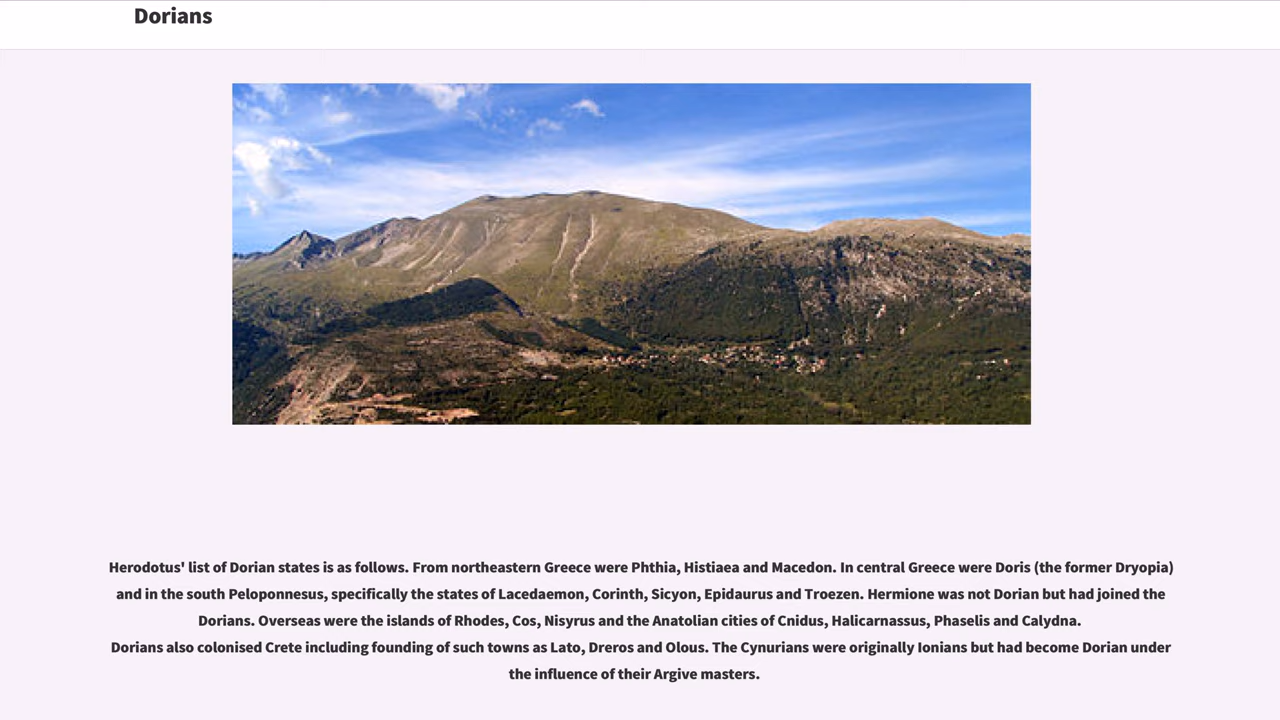 Dorians
Herodotus' list of Dorian states is as follows. From northeastern Greece were Phthia, Histiaea and Macedon. In central Greece were Doris (the former Dryopia)
and in the south Peloponnesus, specifically the states of Lacedaemon, Corinth, Sicyon, Epidaurus and Troezen. Hermione was not Dorian but had joined the
Dorians. Overseas were the islands of Rhodes, Cos, Nisyrus and the Anatolian cities of Cnidus, Halicarnassus, Phaselis and Calydna.
Dorians also colonised Crete including founding of such towns as Lato, Dreros and Olous. The Cynurians were originally Ionians but had become Dorian under
the influence of their Argive masters.